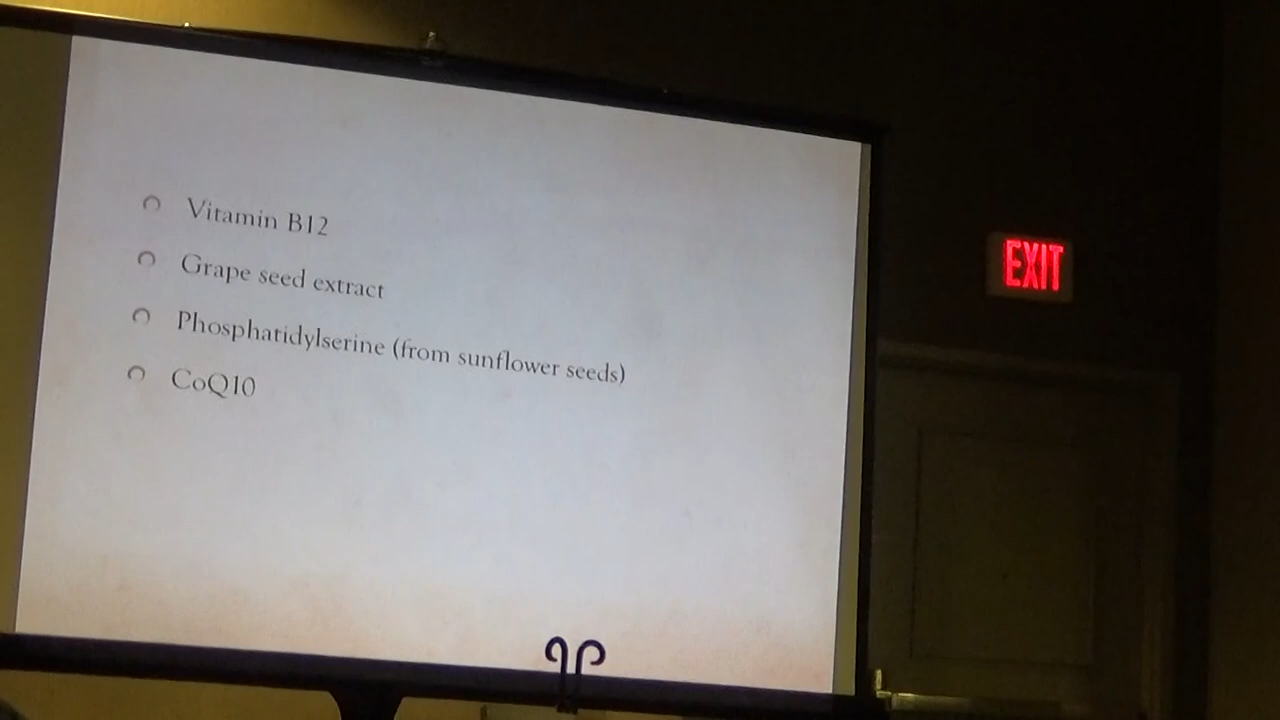 Vitamin B12
Grape seed extract
Phosphatidylserine (from sunflower seeds)
CoQ10
EXIT